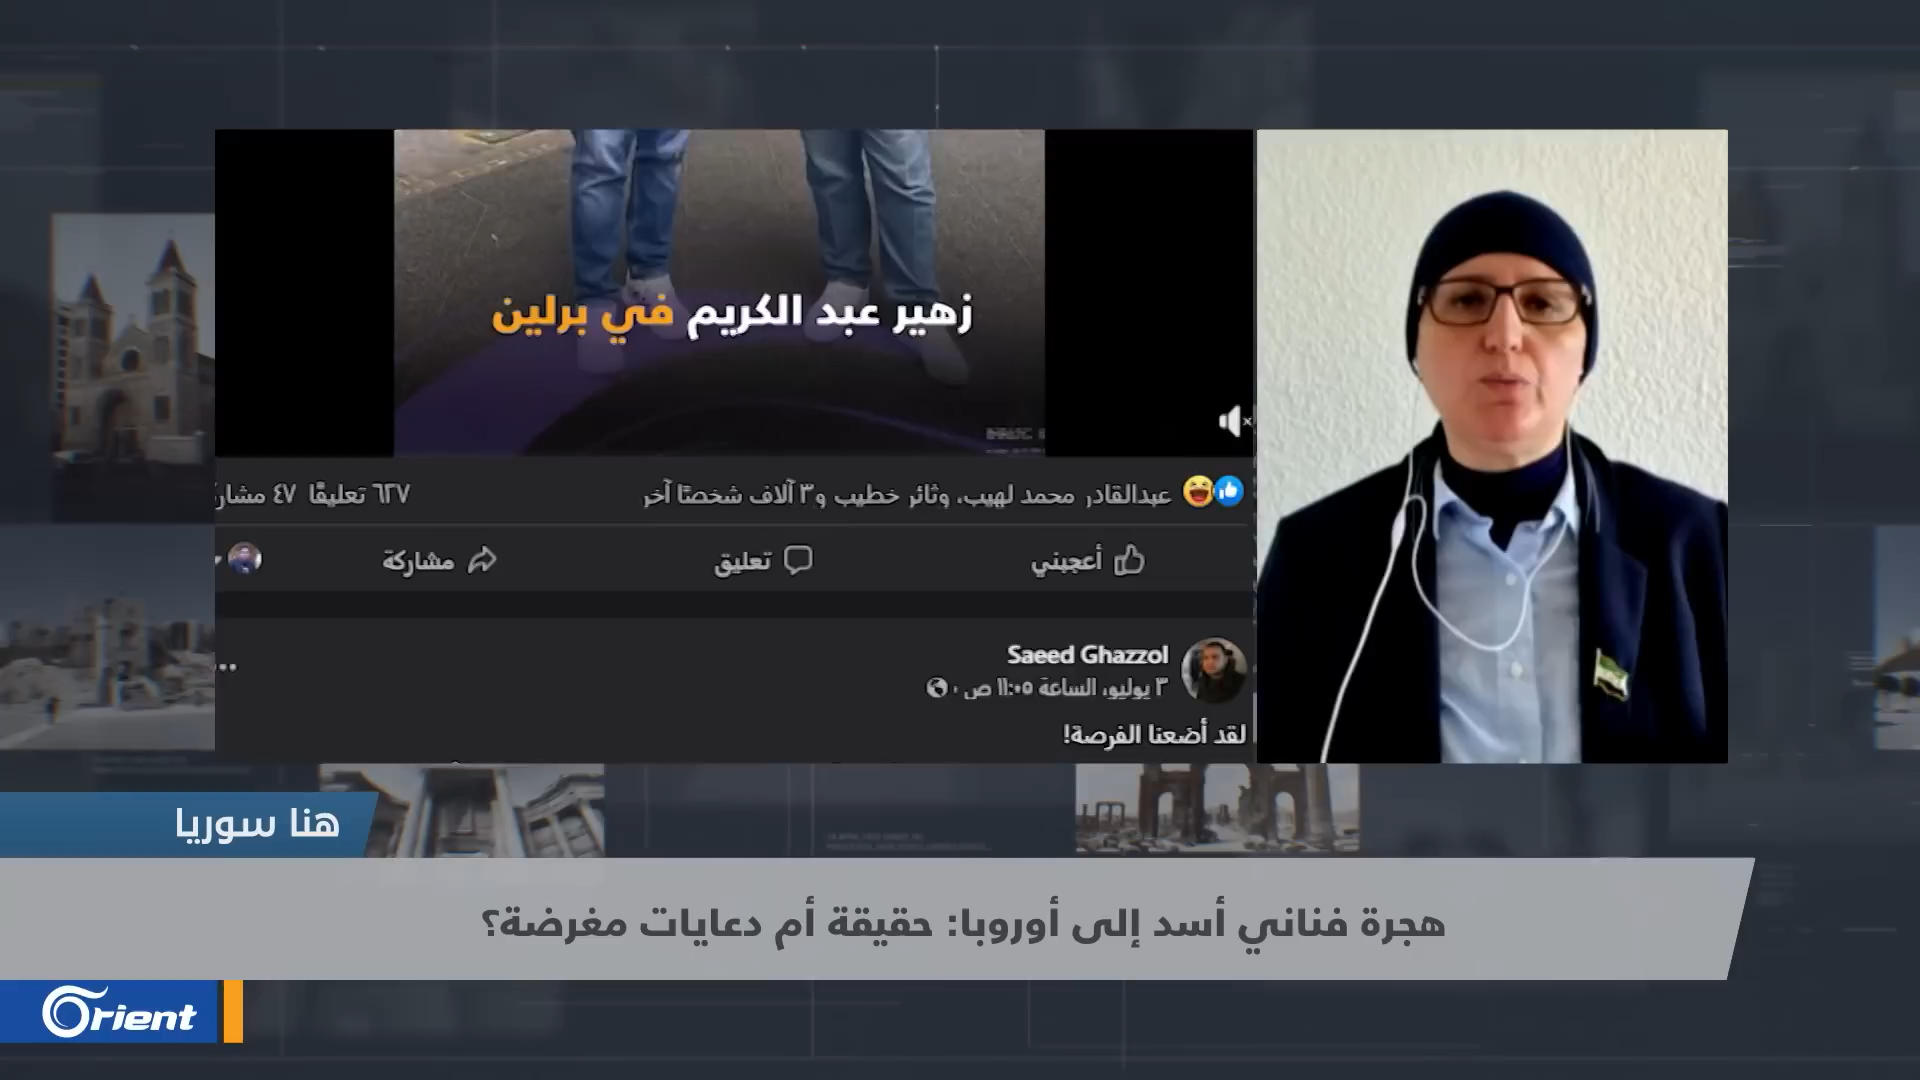 زهير عبد الكريم في برلين
عبدالقادر محمد لهيب، وثائر خطيب و٣ آلاف شخصًا آخر
٦٢٧ تعليقًا ٤٧ مشار
أعجبني
تعليق
مشاركة
Saeed Ghazzol
٣ يوليو، الساعة ١١:٠٥ ص ·
لقد أضعنا الفرصة!
هنا سوريا
هجرة فناني أسد إلى أوروبا: حقيقة أم دعايات مغرضة؟
Orient